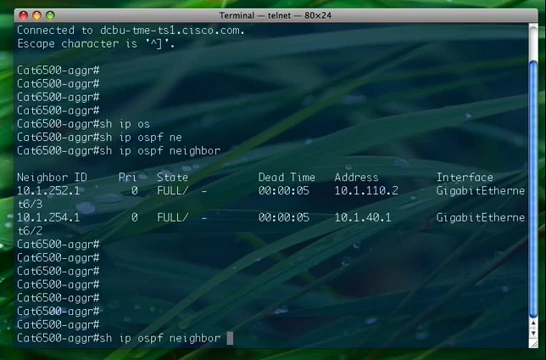 Terminal — telnet — 80×24
Connected to dcbu-tme-ts1.cisco.com.
Escape character is '^]'.
Cat6500-aggr#
Cat6500-aggr#
Cat6500-aggr#
Cat6500-aggr#
Cat6500-aggr#sh ip os
Cat6500-aggr#sh ip ospf ne
Cat6500-aggr#sh ip ospf neighbor
Neighbor ID Pri State Dead Time Address Interface
10.1.252.1 0 FULL/ - 00:00:05 10.1.110.2 GigabitEtherne
t6/3
10.1.254.1 0 FULL/ - 00:00:05 10.1.40.1 GigabitEtherne
t6/2
Cat6500-aggr#
Cat6500-aggr#
Cat6500-aggr#
Cat6500-aggr#
Cat6500-aggr#
Cat6500-aggr#
Cat6500-aggr#
Cat6500-aggr#sh ip ospf neighbor